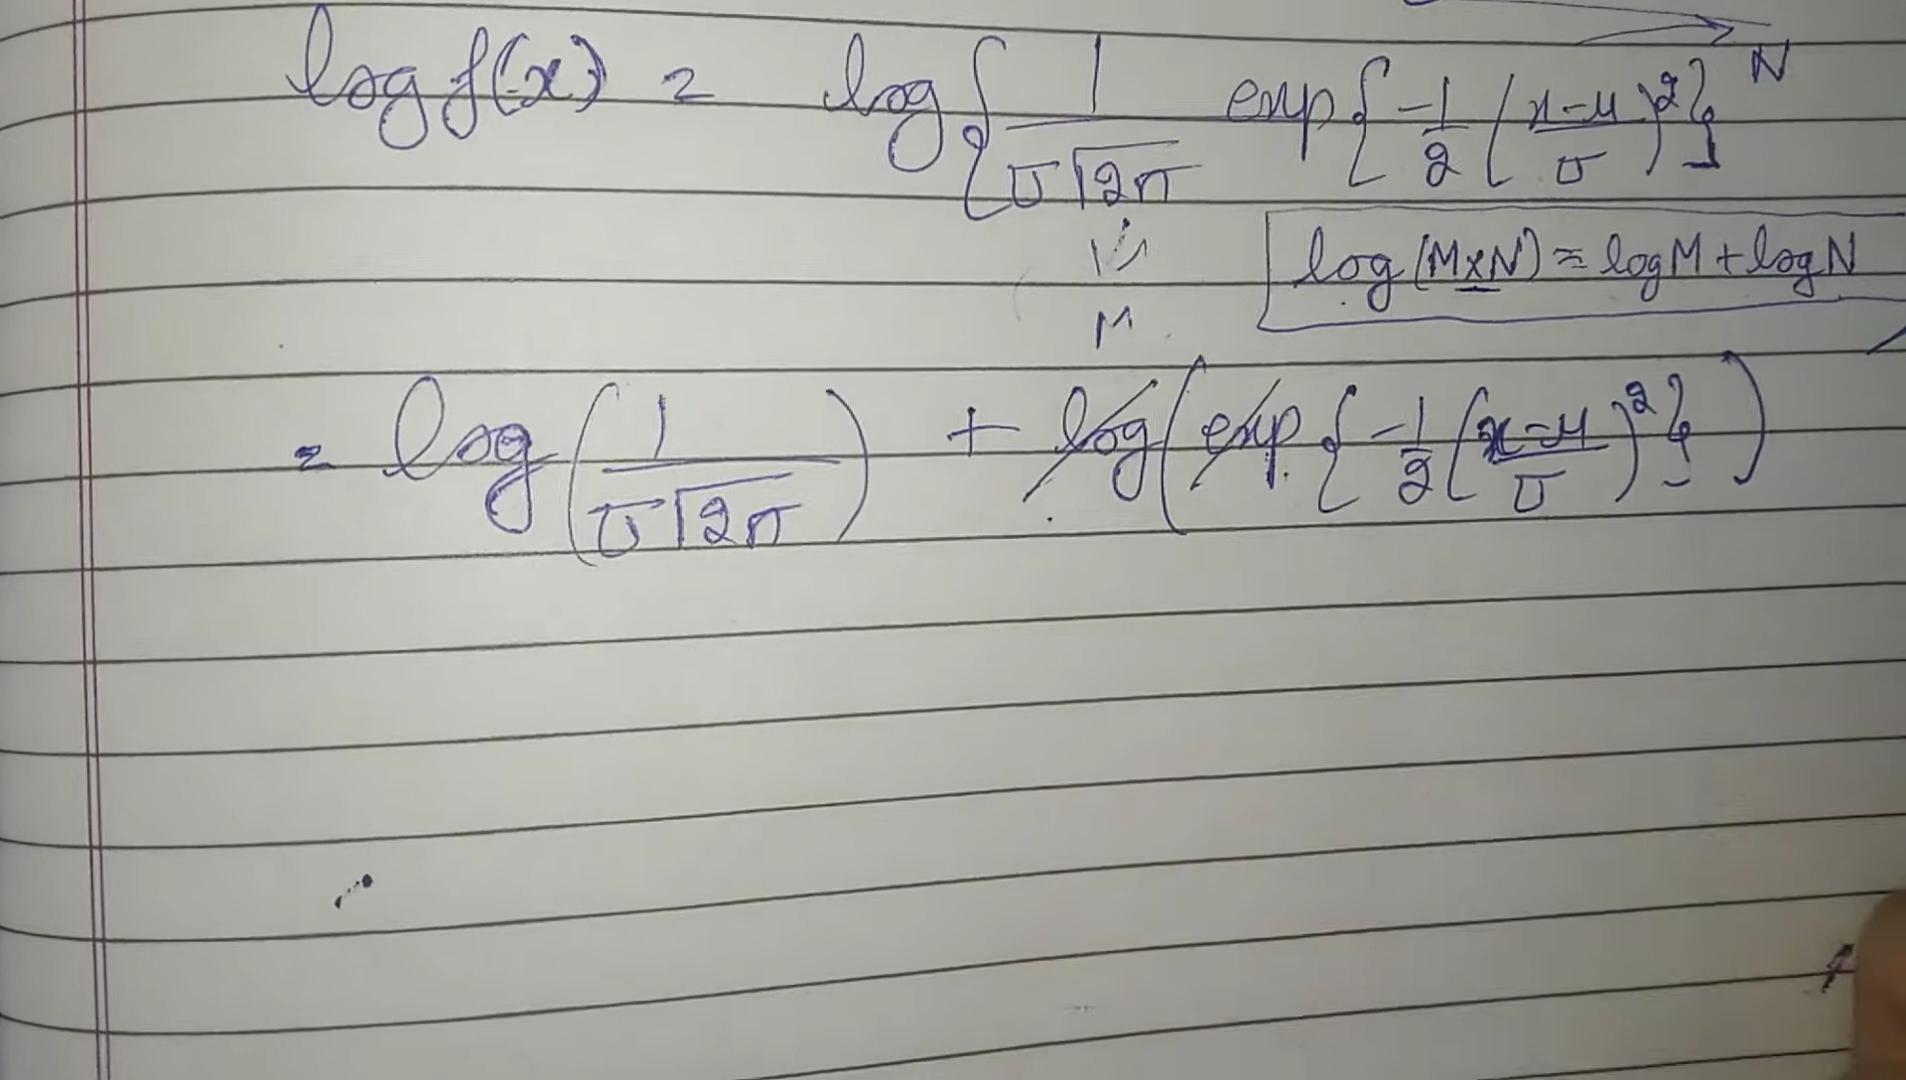 log f(x) = log { 1/(σ√2π) exp{ -1/2 ( (x-μ)/σ )² } N
⇓ log (M×N) = log M + log N
M
= log ( 1/(σ√2π) ) + log ( exp { -1/2 ( (x-μ)/σ )² } )